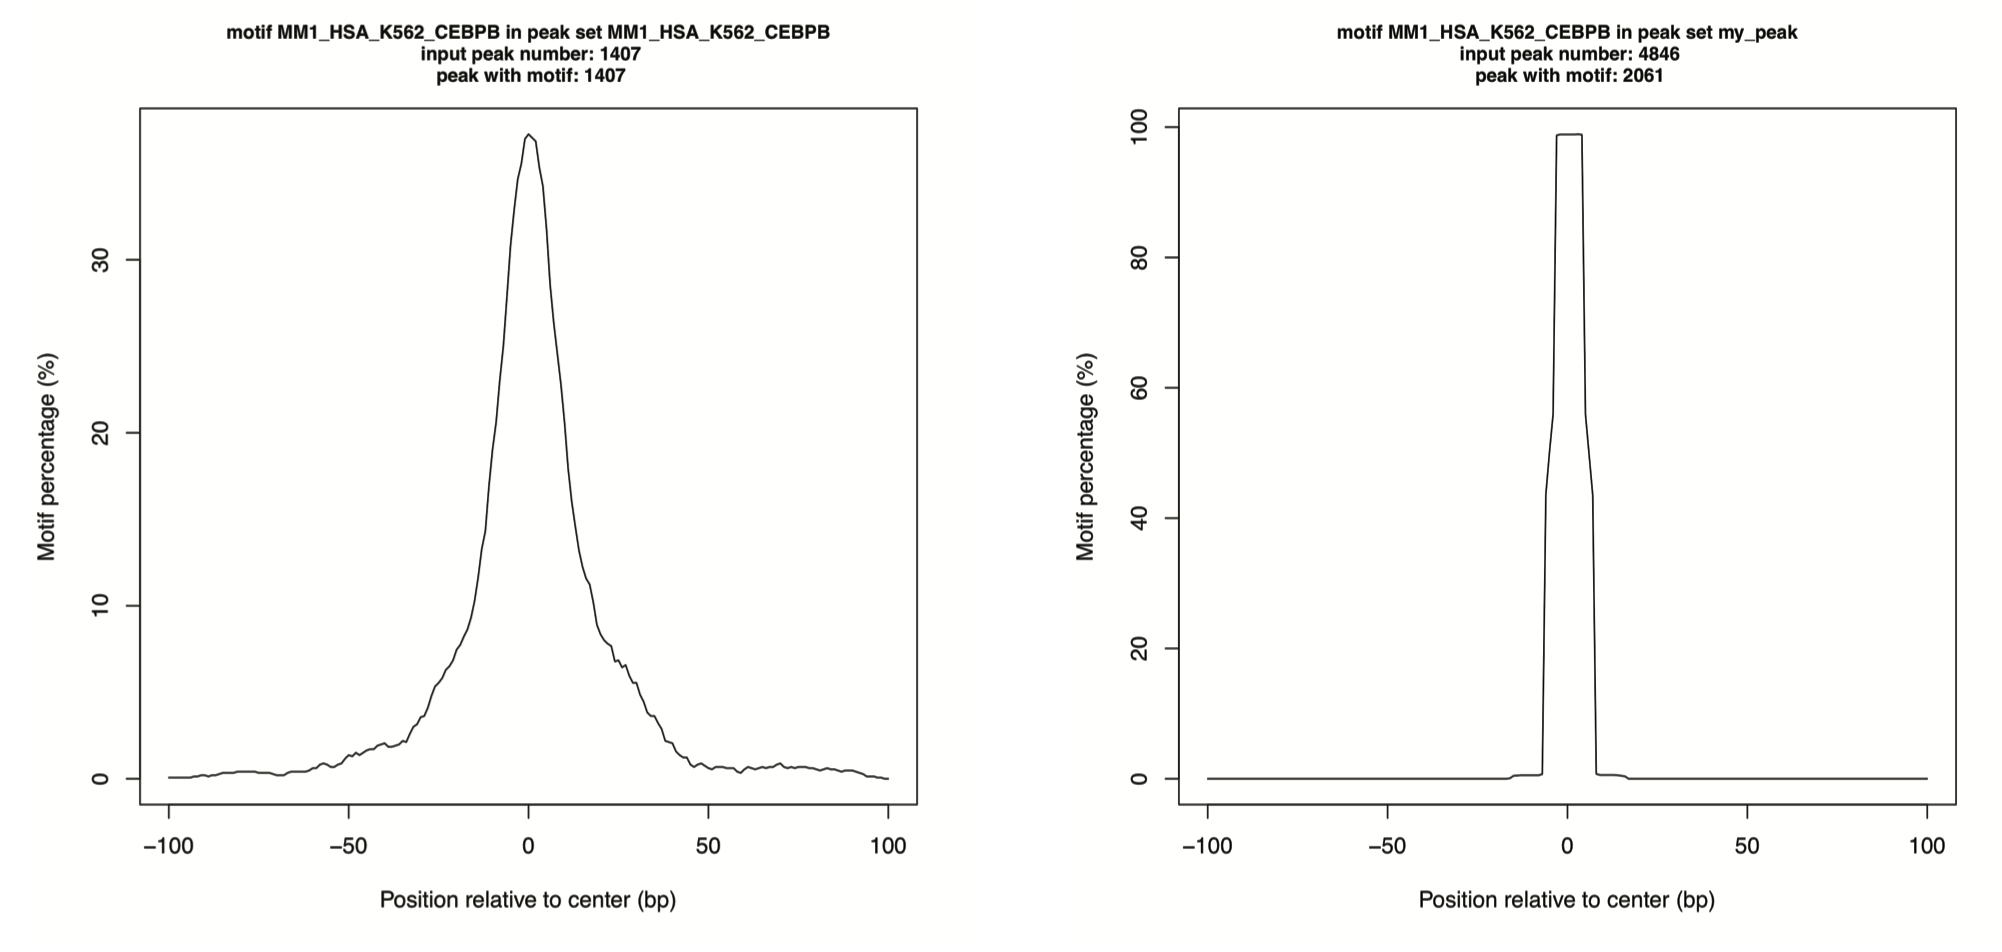 motif MM1_HSA_K562_CEBPB in peak set MM1_HSA_K562_CEBPB
input peak number: 1407
peak with motif: 1407
Motif percentage (%)
30
20
10
0
−100
−50
0
50
100
Position relative to center (bp)
motif MM1_HSA_K562_CEBPB in peak set my_peak
input peak number: 4846
peak with motif: 2061
Motif percentage (%)
100
80
60
40
20
0
−100
−50
0
50
100
Position relative to center (bp)